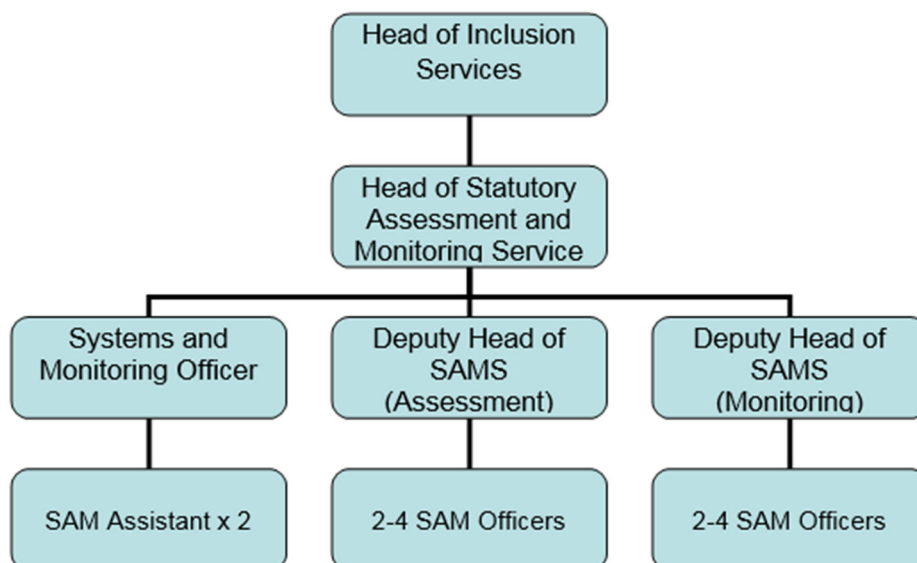 Head of Inclusion
Services
Head of Statutory
Assessment and
Monitoring Service
Systems and
Monitoring Officer
Deputy Head of
SAMS
(Assessment)
Deputy Head of
SAMS
(Monitoring)
SAM Assistant x 2
2-4 SAM Officers
2-4 SAM Officers